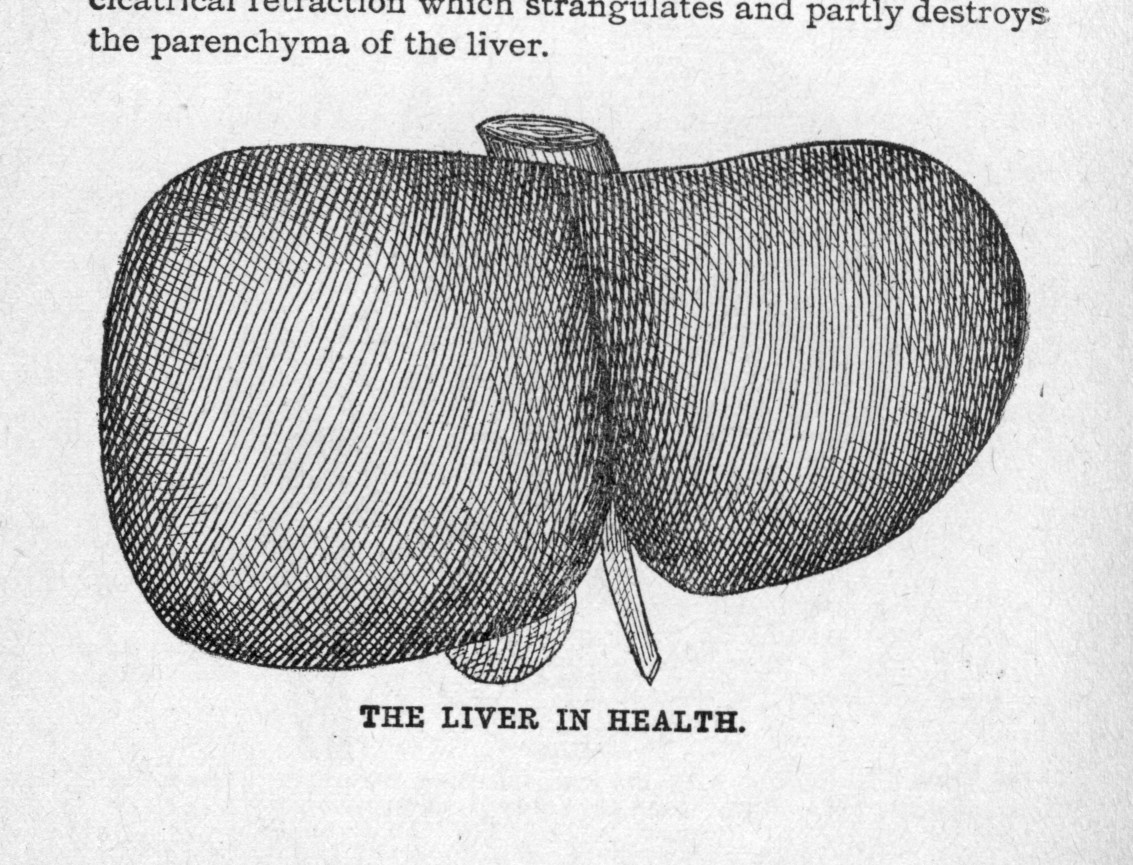 cicatrical retraction which strangulates and partly destroys
the parenchyma of the liver.
THE LIVER IN HEALTH.